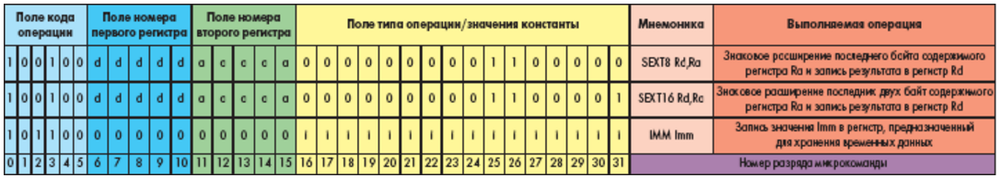 Поле кода операции
Поле номера первого регистра
Поле номера второго регистра
Поле типа операции/значения константы
Мнемоника
Выполняемая операция
1 0 0 1 0 0 d d d d d a a a a a 0 0 0 0 0 0 0 0 0 1 1 0 0 0 0 0 SEXT8 Rd,Ra Знаковое расширение последнего байта содержимого
регистра Ra и запись результата в регистр Rd
1 0 0 1 0 0 d d d d d a a a a a 0 0 0 0 0 0 0 0 0 1 1 0 0 0 0 1 SEXT16 Rd,Ra Знаковое расширение последних двух байт содержимого
регистра Ra и запись результата в регистр Rd
1 0 1 1 0 0 0 0 0 0 0 0 0 0 0 0 i i i i i i i i i i i i i i i i IMM Imm Запись значения Imm в регистр, предназначенный
для хранения временных данных
0 1 2 3 4 5 6 7 8 9 10 11 12 13 14 15 16 17 18 19 20 21 22 23 24 25 26 27 28 29 30 31 Номер разряда микрокоманды